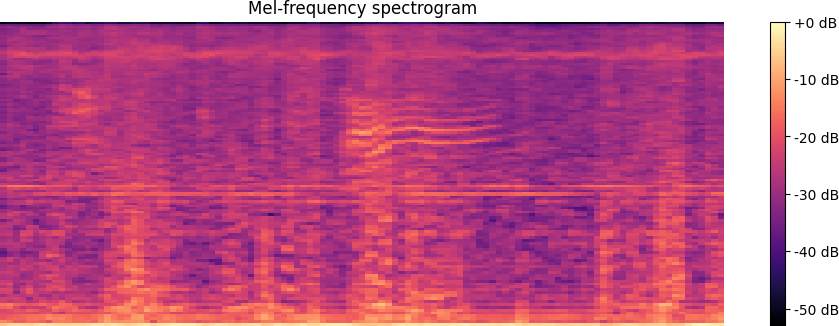 Mel-frequency spectrogram
+0 dB
-10 dB
-20 dB
-30 dB
-40 dB
-50 dB